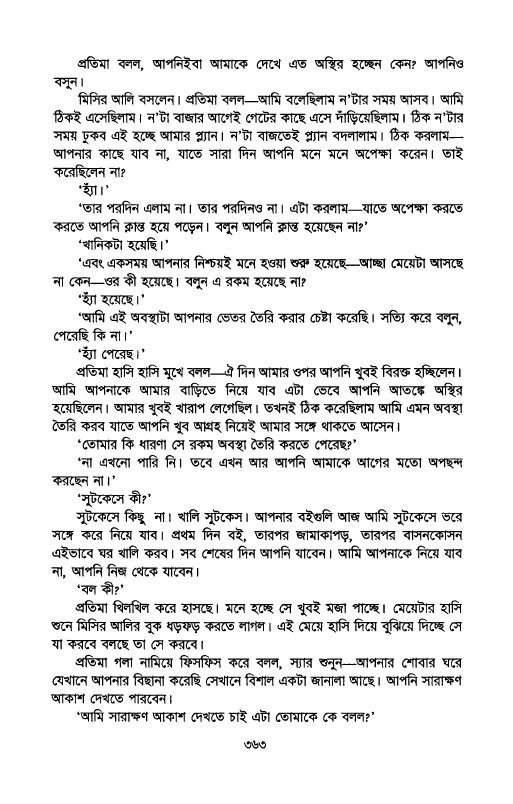 প্রতিমা বলল, আপনিইবা আমাকে দেখে এত অস্থির হচ্ছেন কেন? আপনিও
বসুন।
মিসির আলি বসলেন। প্রতিমা বলল—আমি বলেছিলাম ন'টার সময় আসব। আমি
ঠিকই এসেছিলাম। ন'টা বাজার আগেই গেটের কাছে এসে দাঁড়িয়েছিলাম। ঠিক ন'টার
সময় ঢুকব এই হচ্ছে আমার প্ল্যান। ন'টা বাজতেই প্ল্যান বদলালাম। ঠিক করলাম—
আপনার কাছে যাব না, যাতে সারা দিন আপনি মনে মনে অপেক্ষা করেন। তাই
করেছিলেন না?
'হ্যাঁ।'
'তার পরদিন এলাম না। তার পরদিনও না। এটা করলাম—যাতে অপেক্ষা করতে
করতে আপনি ক্লান্ত হয়ে পড়েন। বলুন আপনি ক্লান্ত হয়েছেন না?'
'খানিকটা হয়েছি।'
'এবং একসময় আপনার নিশ্চয়ই মনে হওয়া শুরু হয়েছে—আচ্ছা মেয়েটা আসছে
না কেন—ওর কী হয়েছে। বলুন এ রকম হয়েছে না?
'হ্যাঁ হয়েছে।'
'আমি এই অবস্থাটা আপনার ভেতর তৈরি করার চেষ্টা করেছি। সত্যি করে বলুন,
পেরেছি কি না।'
'হ্যাঁ পেরেছ।'
প্রতিমা হাসি হাসি মুখে বলল—ঐ দিন আমার ওপর আপনি খুবই বিরক্ত হচ্ছিলেন।
আমি আপনাকে আমার বাড়িতে নিয়ে যাব এটা ভেবে আপনি আতঙ্কে অস্থির
হয়েছিলেন। আমার খুবই খারাপ লেগেছিল। তখনই ঠিক করেছিলাম আমি এমন অবস্থা
তৈরি করব যাতে আপনি খুব আগ্রহ নিয়েই আমার সঙ্গে থাকতে আসেন।
'তোমার কি ধারণা সে রকম অবস্থা তৈরি করতে পেরেছ?'
'না এখনো পারি নি। তবে এখন আর আপনি আমাকে আগের মতো অপছন্দ
করছেন না।'
'সুটকেসে কী?'
সুটকেসে কিছু না। খালি সুটকেস। আপনার বইগুলি আজ আমি সুটকেসে ভরে
সঙ্গে করে নিয়ে যাব। প্রথম দিন বই, তারপর জামাকাপড়, তারপর বাসনকোসন
এইভাবে ঘর খালি করব। সব শেষের দিন আপনি যাবেন। আমি আপনাকে নিয়ে যাব
না, আপনি নিজ থেকে যাবেন।
'বল কী?'
প্রতিমা খিলখিল করে হাসছে। মনে হচ্ছে সে খুবই মজা পাচ্ছে। মেয়েটার হাসি
শুনে মিসির আলির বুক ধড়ফড় করতে লাগল। এই মেয়ে হাসি দিয়ে বুঝিয়ে দিচ্ছে সে
যা করবে বলছে তা সে করবে।
প্রতিমা গলা নামিয়ে ফিসফিস করে বলল, স্যার শুনুন—আপনার শোবার ঘরে
যেখানে আপনার বিছানা করেছি সেখানে বিশাল একটা জানালা আছে। আপনি সারাক্ষণ
আকাশ দেখতে পারবেন।
'আমি সারাক্ষণ আকাশ দেখতে চাই এটা তোমাকে কে বলল?'
৩৬৩